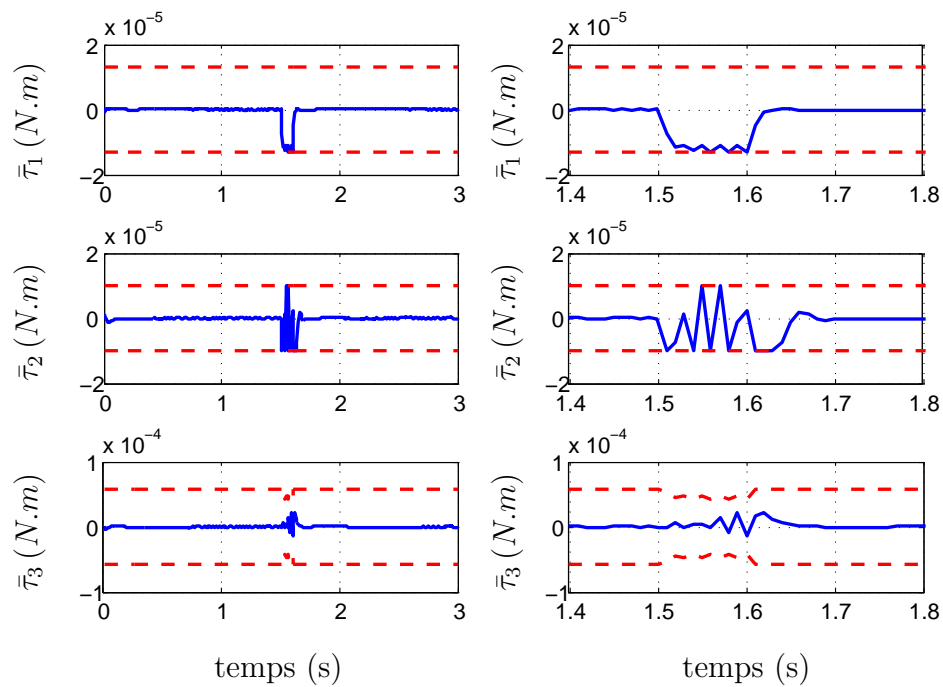 x 10⁻⁵ x 10⁻⁵
2 2
0 0
−2 −2
τ̄₁ (N.m) τ̄₁ (N.m)
0 1 2 3 1.4 1.5 1.6 1.7 1.8
x 10⁻⁵ x 10⁻⁵
2 2
0 0
−2 −2
τ̄₂ (N.m) τ̄₂ (N.m)
0 1 2 3 1.4 1.5 1.6 1.7 1.8
x 10⁻⁴ x 10⁻⁴
1 1
0 0
−1 −1
τ̄₃ (N.m) τ̄₃ (N.m)
0 1 2 3 1.4 1.5 1.6 1.7 1.8
temps (s) temps (s)